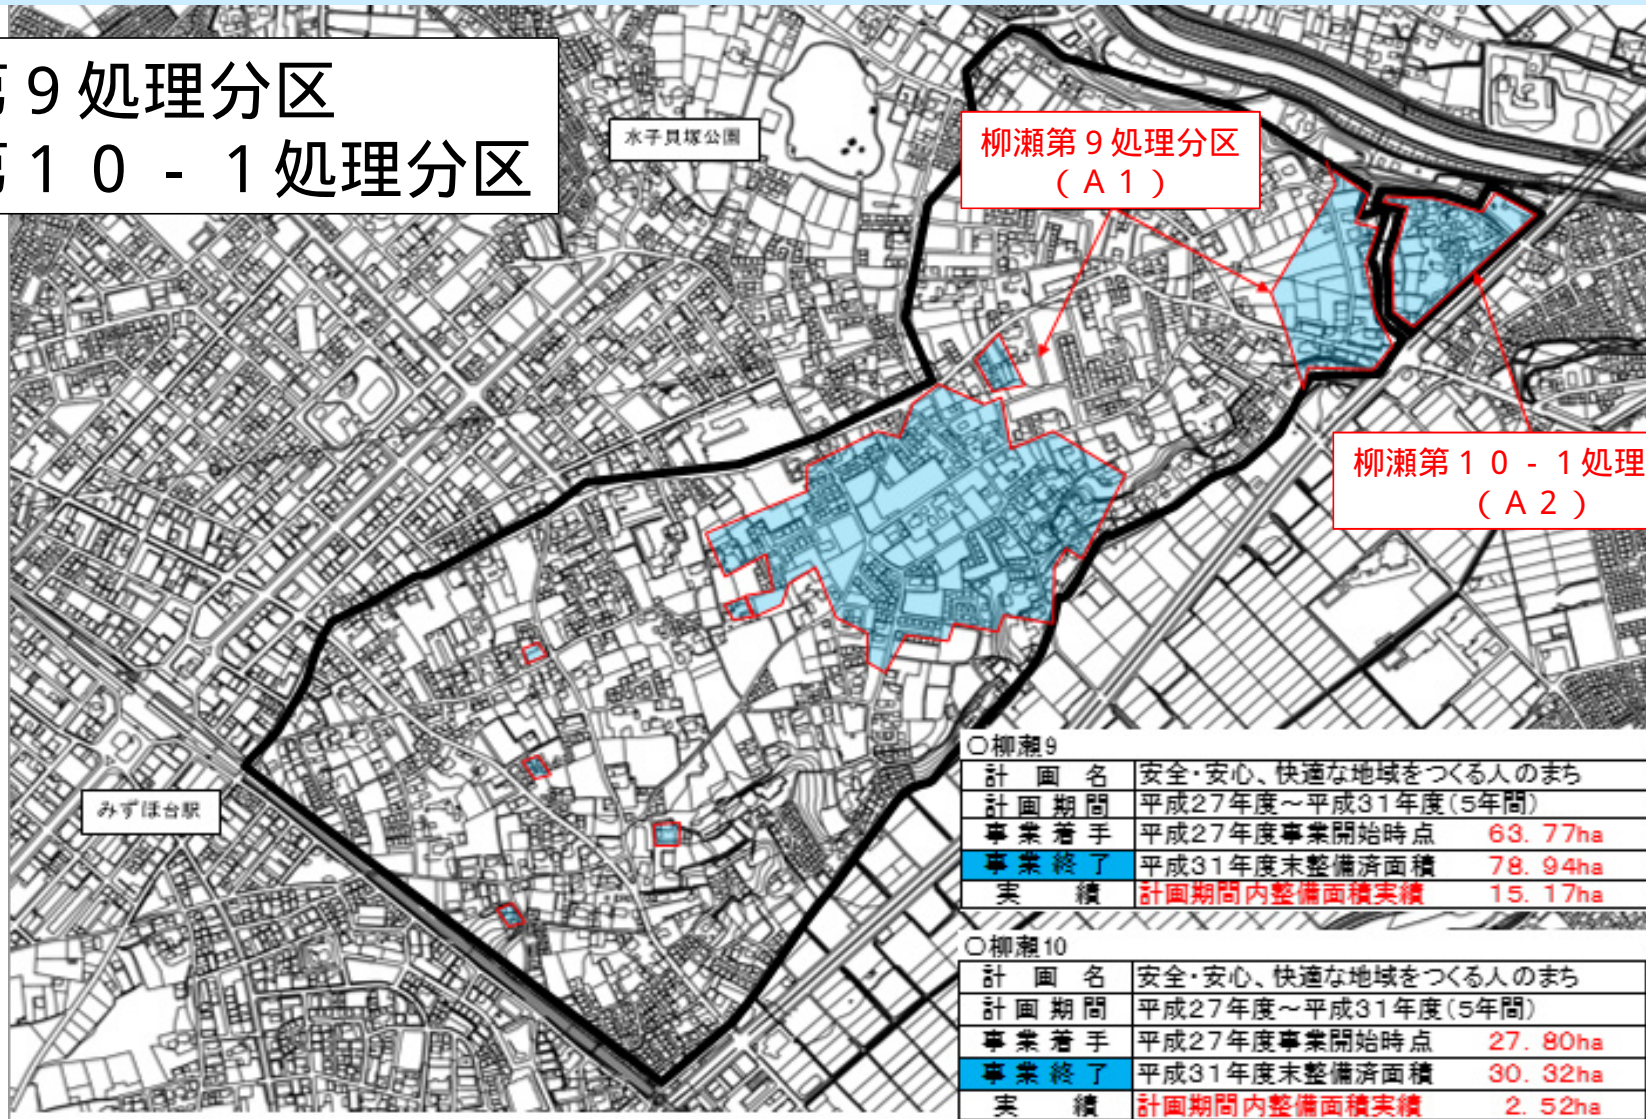 第9処理分区
第10-1処理分区
水子貝塚公園
柳瀬第9処理分区
(A1)
柳瀬第10-1処理
(A2)
みずほ台駅
○柳瀬9
計画名 安全・安心、快適な地域をつくる人のまち
計画期間 平成27年度～平成31年度(5年間)
事業着手 平成27年度事業開始時点 63.77ha
事業終了 平成31年度末整備済面積 78.94ha
実績 計画期間内整備面積実績 15.17ha
○柳瀬10
計画名 安全・安心、快適な地域をつくる人のまち
計画期間 平成27年度～平成31年度(5年間)
事業着手 平成27年度事業開始時点 27.80ha
事業終了 平成31年度末整備済面積 30.32ha
実績 計画期間内整備面積実績 2.52ha